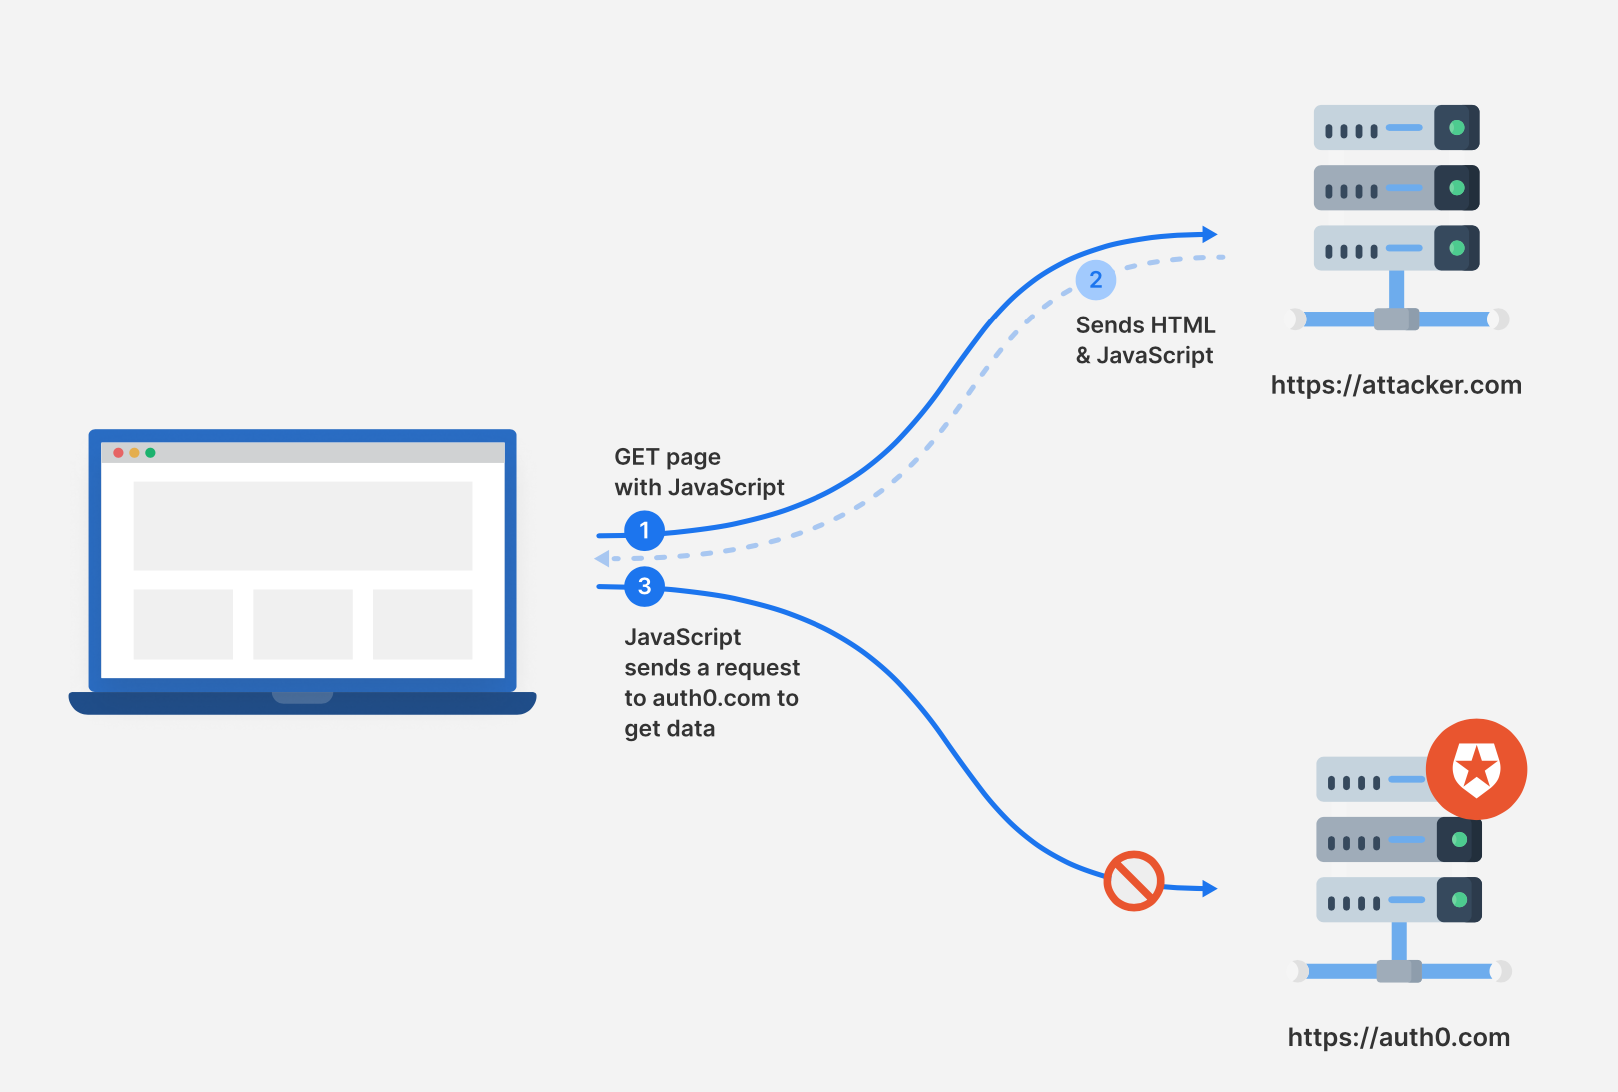 2
Sends HTML
& JavaScript
https://attacker.com
GET page
with JavaScript
1
3
JavaScript
sends a request
to auth0.com to
get data
https://auth0.com